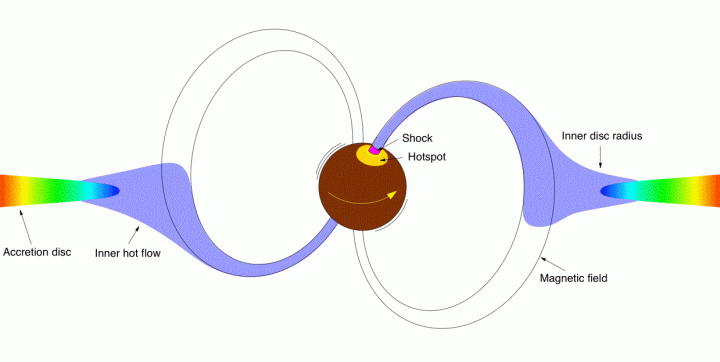 Shock
Hotspot
Inner disc radius
Accretion disc
Inner hot flow
Magnetic field